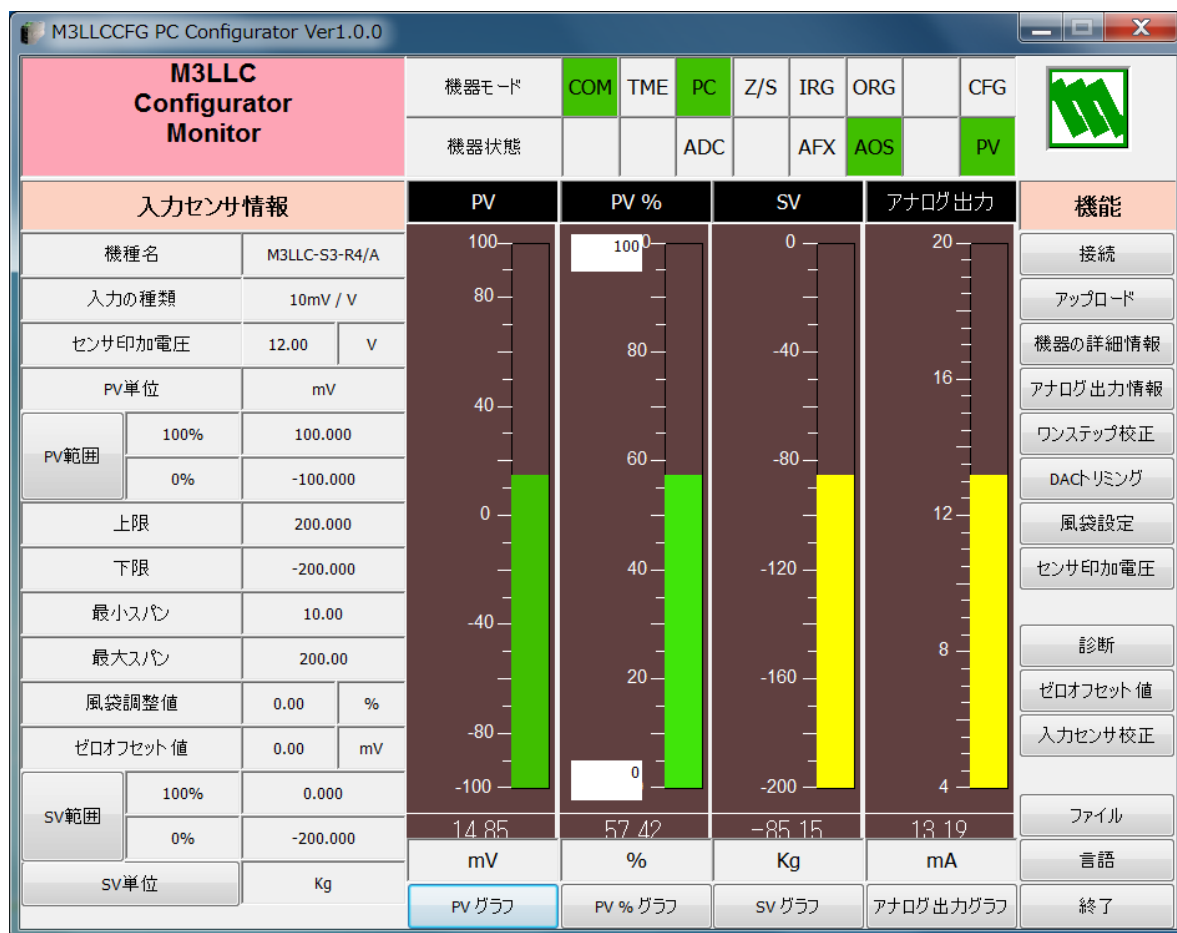 M3LLCCFG PC Configurator Ver1.0.0
M3LLC
Configurator
Monitor
機器モード
COM TME PC Z/S IRG ORG CFG
機器状態
ADC AFX AOS PV
入力センサ情報
機種名 M3LLC-S3-R4/A
入力の種類 10mV / V
センサ印加電圧 12.00 V
PV単位 mV
PV範囲
100% 100.000
0% -100.000
上限 200.000
下限 -200.000
最小スパン 10.00
最大スパン 200.00
風袋調整値 0.00 %
ゼロオフセット値 0.00 mV
SV範囲
100% 0.000
0% -200.000
SV単位 Kg
PV
100
80
40
0
-40
-80
-100
14.85
mV
PV グラフ
PV %
100
80
60
40
20
0
57.42
%
PV % グラフ
SV
0
-40
-80
-120
-160
-200
-85.15
Kg
SV グラフ
アナログ出力
20
16
12
8
4
13.19
mA
アナログ出力グラフ
機能
接続
アップロード
機器の詳細情報
アナログ出力情報
ワンステップ校正
DACトリミング
風袋設定
センサ印加電圧
診断
ゼロオフセット値
入力センサ校正
ファイル
言語
終了